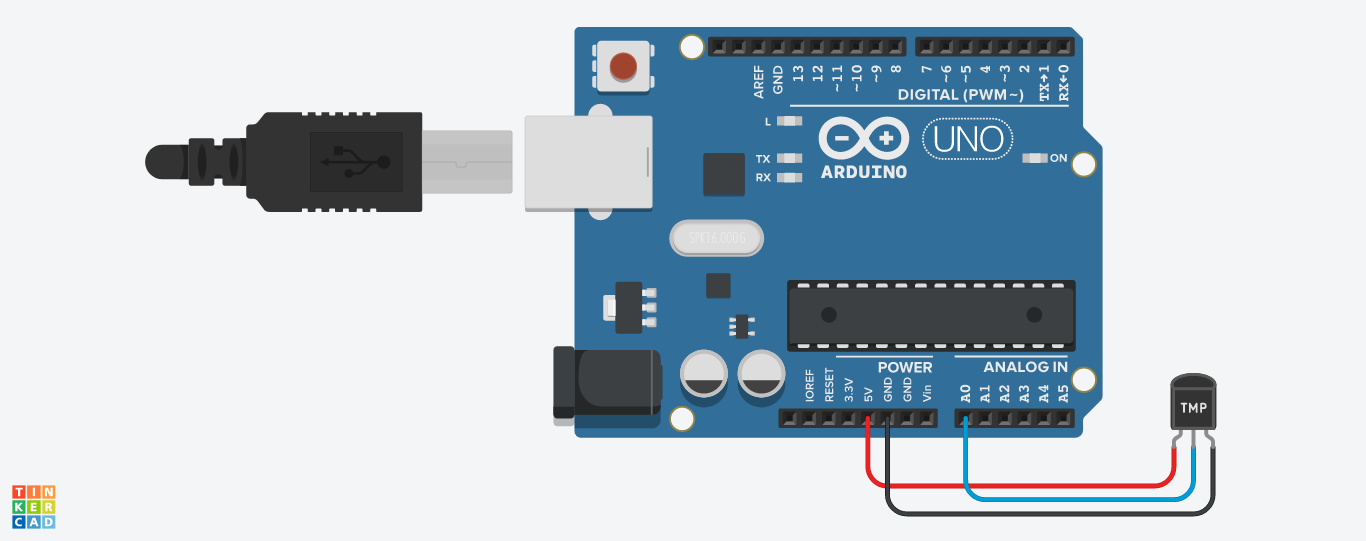 AREF
GND
13
12
~11
~10
~9
8
7
~6
~5
4
~3
2
TX→1
RX←0
DIGITAL (PWM~)
L
TX
RX
ARDUINO
UNO
ON
SPK16.000G
POWER
ANALOG IN
IOREF
RESET
3.3V
5V
GND
GND
Vin
A0
A1
A2
A3
A4
A5
TMP
TIN
KER
CAD